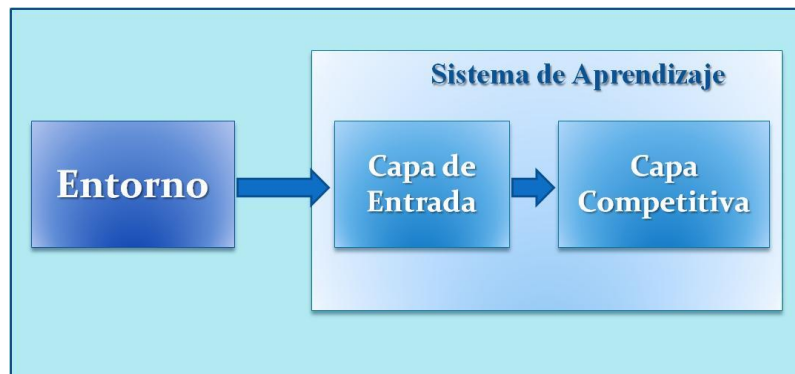 Sistema de Aprendizaje
Entorno
Capa de
Entrada
Capa
Competitiva